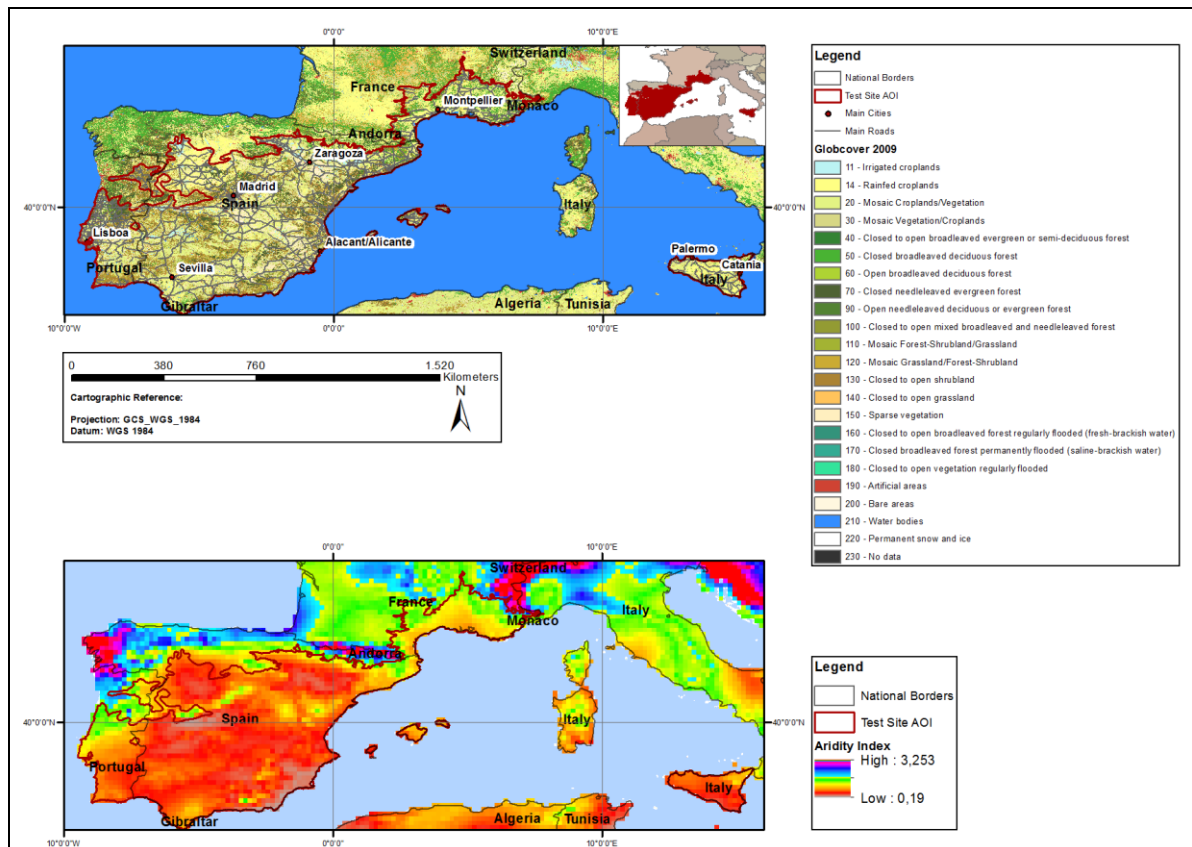 0°0'0" 10°0'0"E
Switzerland
France
Montpellier
Monaco
Andorra
Zaragoza
Madrid
Spain
40°0'0"N 40°0'0"N
Italy
Lisboa
Alacant/Alicante
Palermo
Portugal
Catania
Sevilla
Italy
Gibraltar
Algeria
Tunisia
10°0'0"W 0°0'0" 10°0'0"E
0 380 760 1.520
Kilometers
N
Cartographic Reference:
Projection: GCS_WGS_1984
Datum: WGS 1984
Legend
National Borders
Test Site AOI
Main Cities
Main Roads
Globcover 2009
11 - Irrigated croplands
14 - Rainfed croplands
20 - Mosaic Croplands/Vegetation
30 - Mosaic Vegetation/Croplands
40 - Closed to open broadleaved evergreen or semi-deciduous forest
50 - Closed broadleaved deciduous forest
60 - Open broadleaved deciduous forest
70 - Closed needleleaved evergreen forest
90 - Open needleleaved deciduous or evergreen forest
100 - Closed to open mixed broadleaved and needleleaved forest
110 - Mosaic Forest-Shrubland/Grassland
120 - Mosaic Grassland/Forest-Shrubland
130 - Closed to open shrubland
140 - Closed to open grassland
150 - Sparse vegetation
160 - Closed to open broadleaved forest regularly flooded (fresh-brackish water)
170 - Closed broadleaved forest permanently flooded (saline-brackish water)
180 - Closed to open vegetation regularly flooded
190 - Artificial areas
200 - Bare areas
210 - Water bodies
220 - Permanent snow and ice
230 - No data
0°0'0" 10°0'0"E
Switzerland
France
Italy
Monaco
Andorra
Spain
Italy
40°0'0"N 40°0'0"N
Portugal
Italy
Gibraltar
Algeria
Tunisia
10°0'0"W 0°0'0" 10°0'0"E
Legend
National Borders
Test Site AOI
Aridity Index
High : 3,253
Low : 0,19